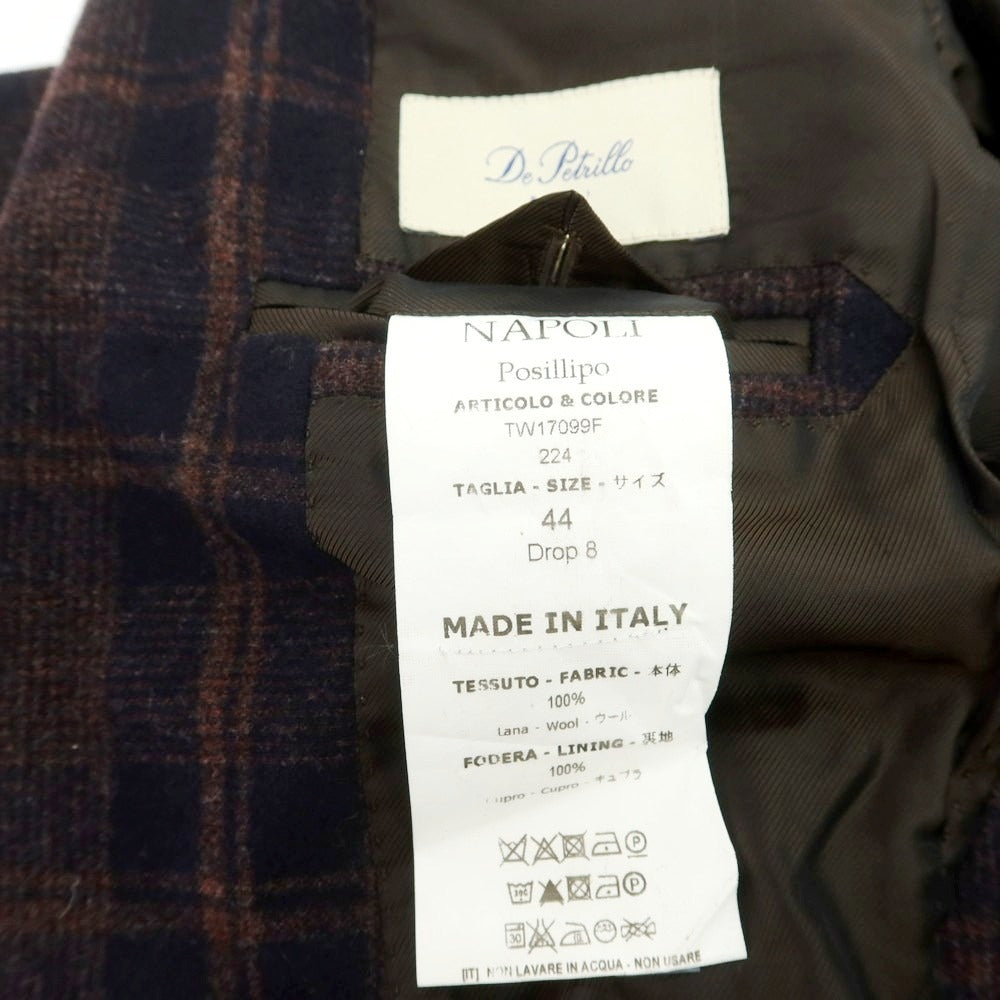 De Petrillo
NAPOLI
Posillipo
ARTICOLO & COLORE
TW17099F
224
TAGLIA - SIZE - サイズ
44
Drop 8
MADE IN ITALY
TESSUTO - FABRIC - 本体
100%
Lana - Wool - ウール
FODERA - LINING - 裏地
100%
Cupro - Cupro - キュプラ
P
P
30
[IT] NON LAVARE IN ACQUA - NON USARE